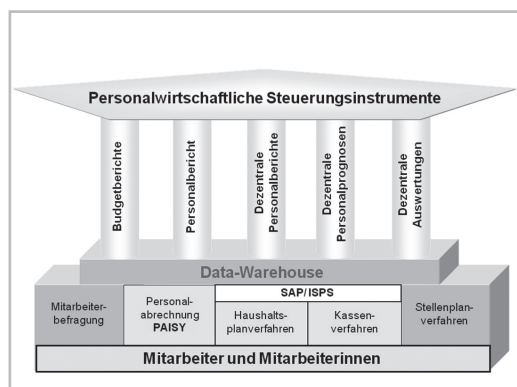 Personalwirtschaftliche Steuerungsinstrumente
Budgetberichte
Personalbericht
Dezentrale
Personalberichte
Dezentrale
Personalprognosen
Dezentrale
Auswertungen
Data-Warehouse
Mitarbeiter-
befragung
Personal-
abrechnung
PAISY
SAP/ISPS
Haushalts-
planverfahren
Kassen-
verfahren
Stellenplan-
verfahren
Mitarbeiter und Mitarbeiterinnen